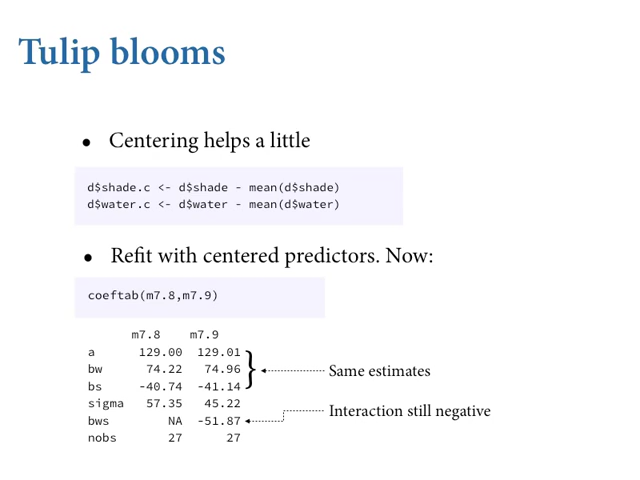 Tulip blooms
• Centering helps a little
d$shade.c <- d$shade - mean(d$shade)
d$water.c <- d$water - mean(d$water)
• Refit with centered predictors. Now:
coeftab(m7.8,m7.9)
m7.8 m7.9
a 129.00 129.01
bw 74.22 74.96
bs -40.74 -41.14
sigma 57.35 45.22
bws NA -51.87
nobs 27 27
Same estimates
Interaction still negative